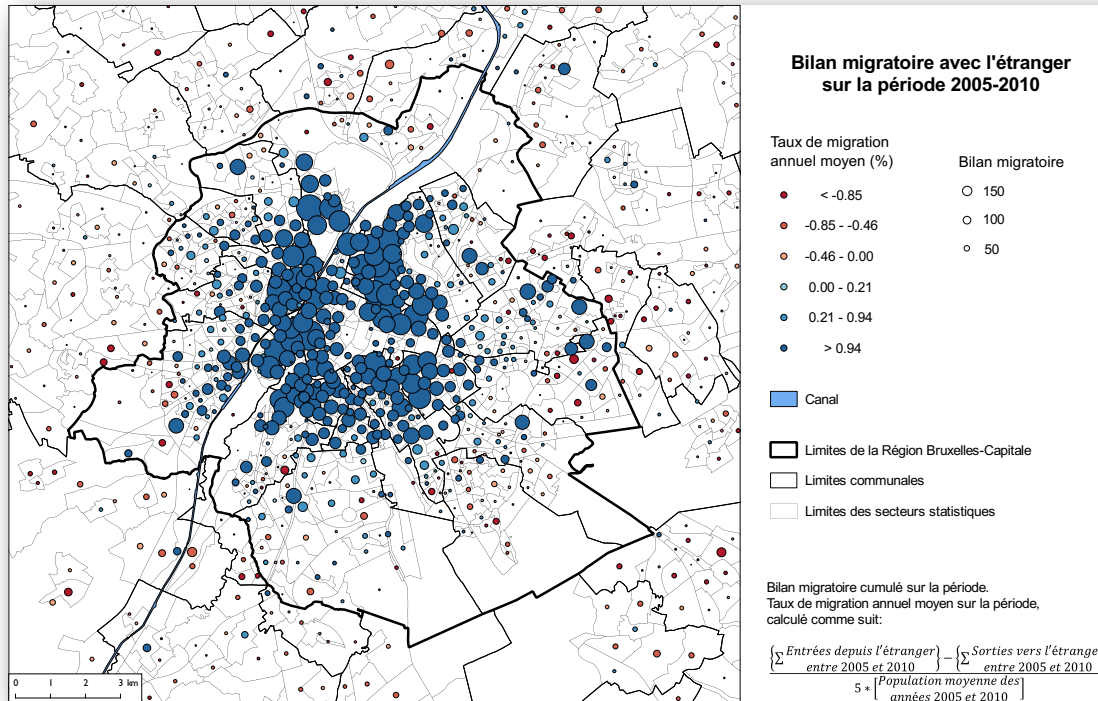 Bilan migratoire avec l'étranger
sur la période 2005-2010
Taux de migration
annuel moyen (%)
Bilan migratoire
< -0.85
-0.85 - -0.46
-0.46 - 0.00
0.00 - 0.21
0.21 - 0.94
> 0.94
150
100
50
Canal
Limites de la Région Bruxelles-Capitale
Limites communales
Limites des secteurs statistiques
Bilan migratoire cumulé sur la période.
Taux de migration annuel moyen sur la période,
calculé comme suit:
{∑ Entrées depuis l'étranger
entre 2005 et 2010} − {∑ Sorties vers l'étrange
entre 2005 et 2010
5 * [Population moyenne des
années 2005 et 2010]
0 1 2 3 km